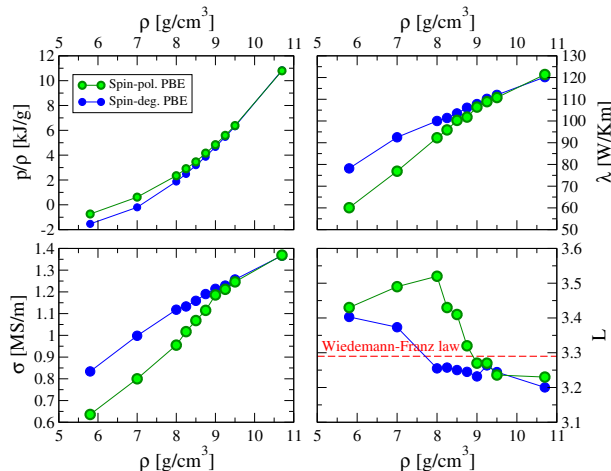 ρ [g/cm³]
ρ [g/cm³]
5 6 7 8 9 10 11
5 6 7 8 9 10 11
p/ρ [kJ/g]
12
10
8
6
4
2
0
-2
Spin-pol. PBE
Spin-deg. PBE
130
120
110
100
90
80
70
60
50
λ [W/Km]
σ [MS/m]
1.4
1.3
1.2
1.1
1
0.9
0.8
0.7
0.6
Wiedemann-Franz law
3.6
3.5
3.4
3.3
3.2
3.1
L
5 6 7 8 9 10 11
5 6 7 8 9 10 11
ρ [g/cm³]
ρ [g/cm³]